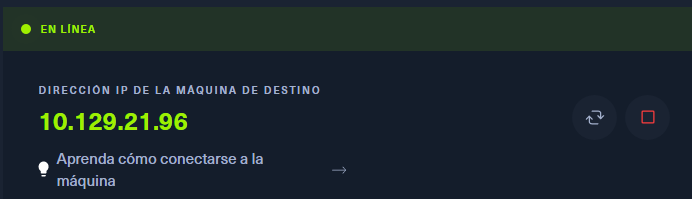 EN LÍNEA
DIRECCIÓN IP DE LA MÁQUINA DE DESTINO
10.129.21.96
Aprenda cómo conectarse a la
máquina